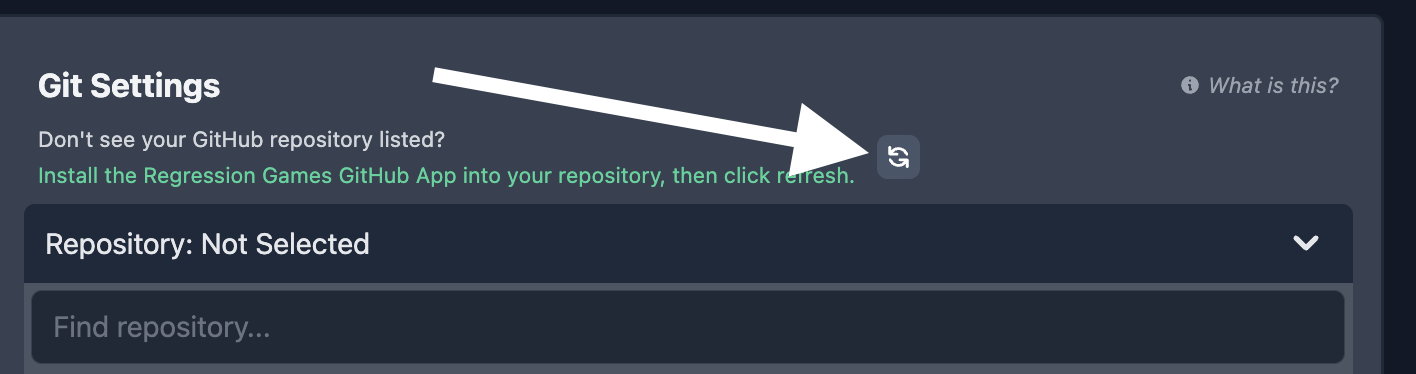 Git Settings
What is this?
Don't see your GitHub repository listed?
Install the Regression Games GitHub App into your repository, then click refresh.
Repository: Not Selected
Find repository...